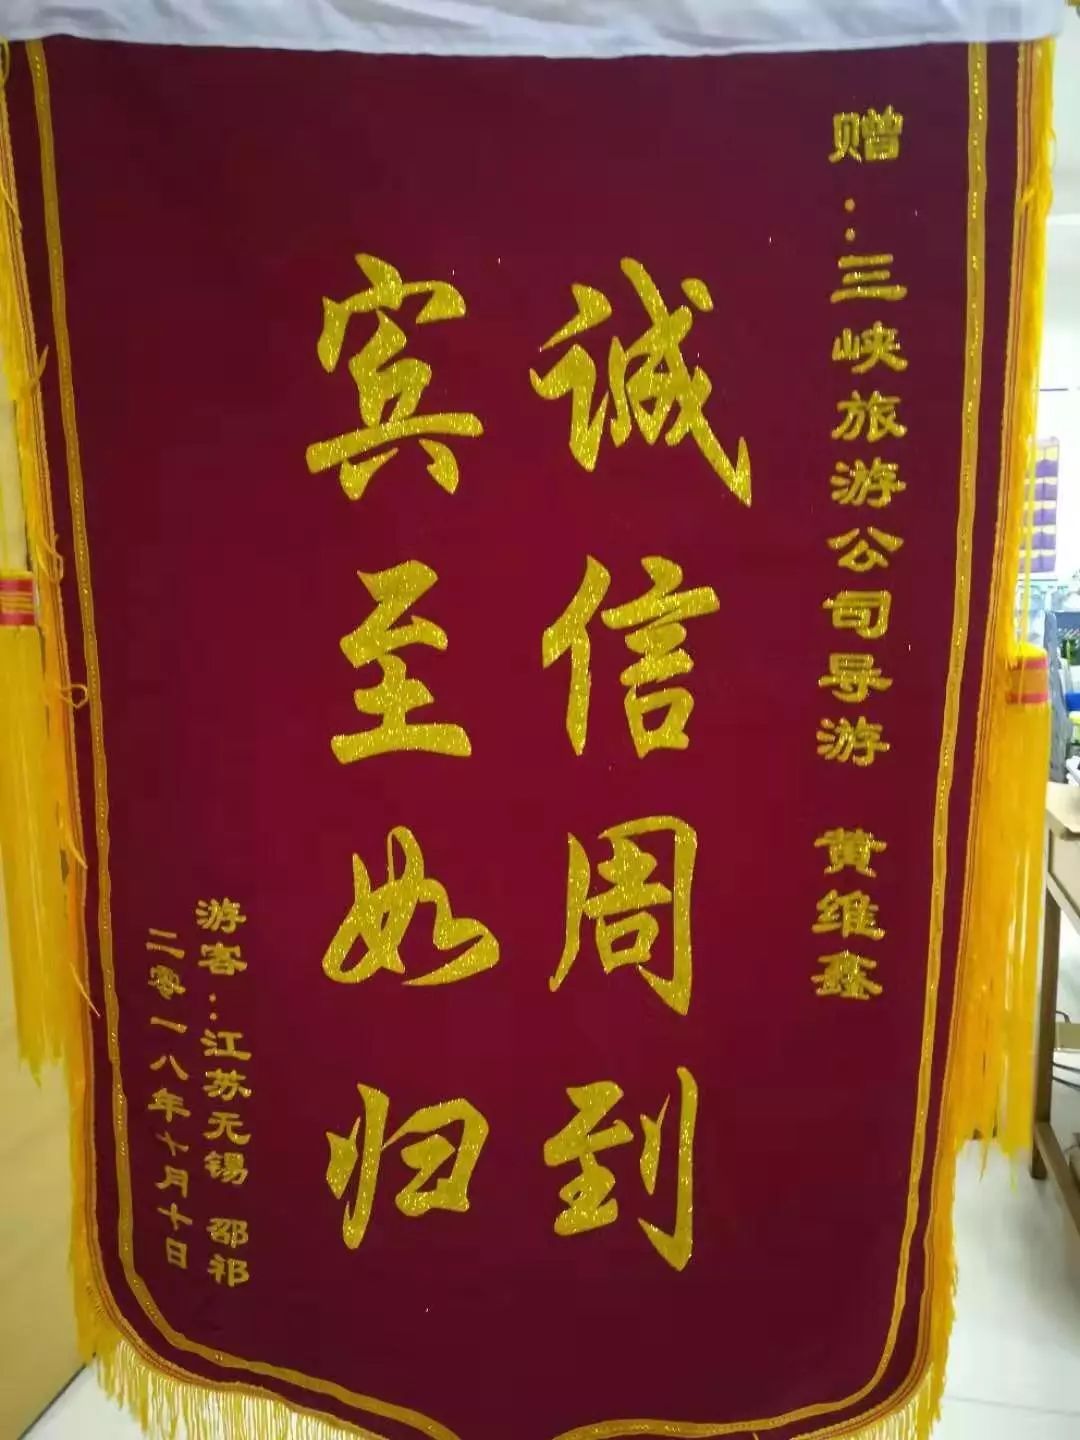 赠：三峡旅游公司导游 黄维鑫
诚信周到
宾至如归
游客：江苏无锡 邵祁
二零一八年十月十日